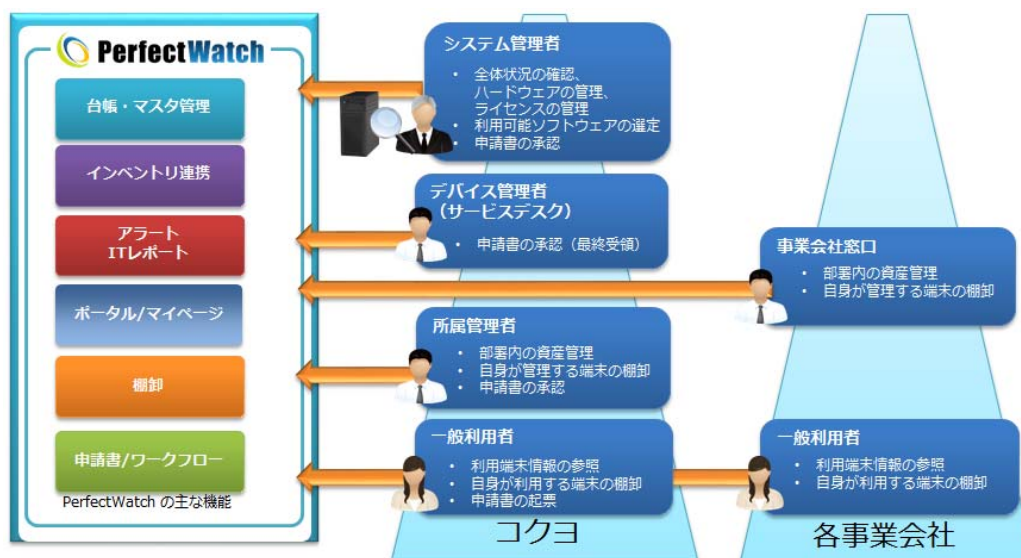 PerfectWatch
台帳・マスタ管理
インベントリ連携
アラート
ITレポート
ポータル/マイページ
棚卸
申請書/ワークフロー
PerfectWatch の主な機能
システム管理者
• 全体状況の確認、
ハードウェアの管理、
ライセンスの管理
• 利用可能ソフトウェアの選定
• 申請書の承認
デバイス管理者
（サービスデスク）
• 申請書の承認（最終受領）
事業会社窓口
• 部署内の資産管理
• 自身が管理する端末の棚卸
所属管理者
• 部署内の資産管理
• 自身が管理する端末の棚卸
• 申請書の承認
一般利用者
• 利用端末情報の参照
• 自身が利用する端末の棚卸
• 申請書の起票
一般利用者
• 利用端末情報の参照
• 自身が利用する端末の棚卸
コクヨ
各事業会社